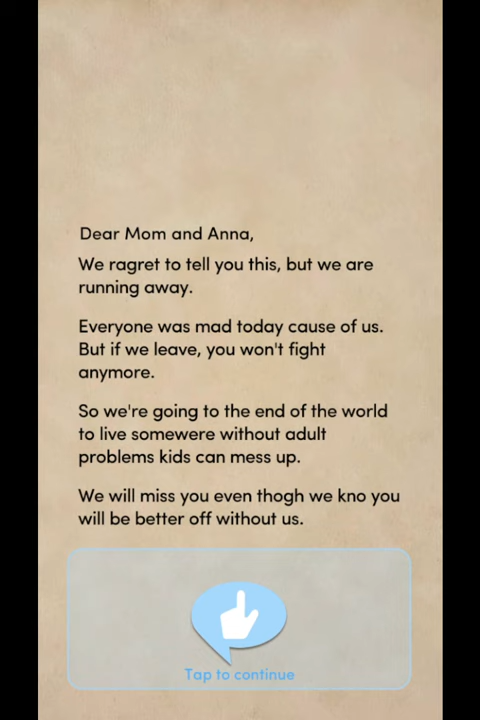 Dear Mom and Anna,
We ragret to tell you this, but we are
running away.
Everyone was mad today cause of us.
But if we leave, you won't fight
anymore.
So we're going to the end of the world
to live somewere without adult
problems kids can mess up.
We will miss you even thogh we kno you
will be better off without us.
Tap to continue